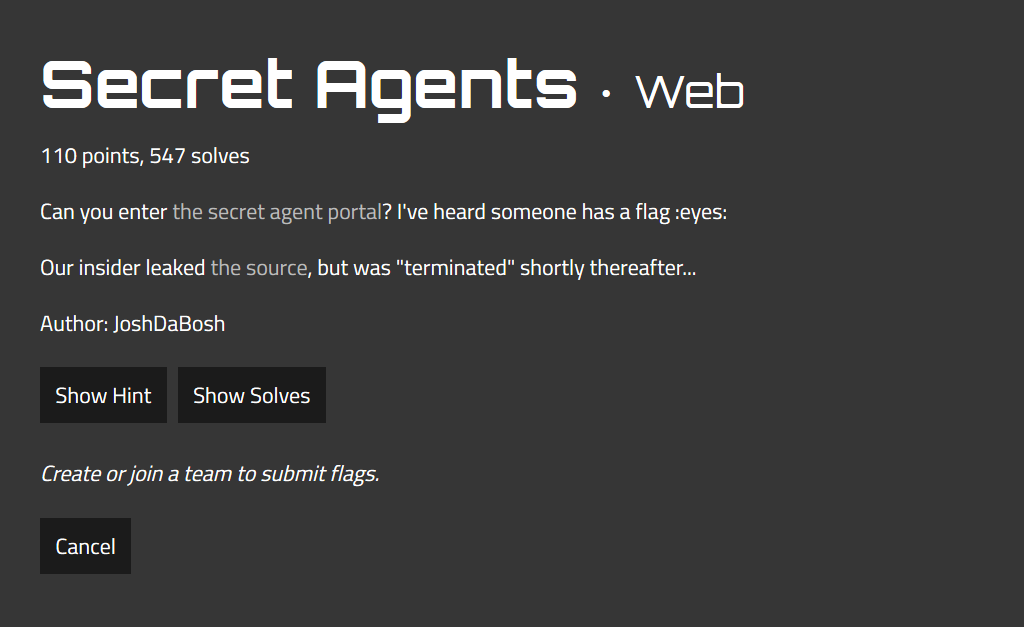 Secret Agents · Web
110 points, 547 solves
Can you enter the secret agent portal? I've heard someone has a flag :eyes:
Our insider leaked the source, but was "terminated" shortly thereafter...
Author: JoshDaBosh
Show Hint Show Solves
Create or join a team to submit flags.
Cancel